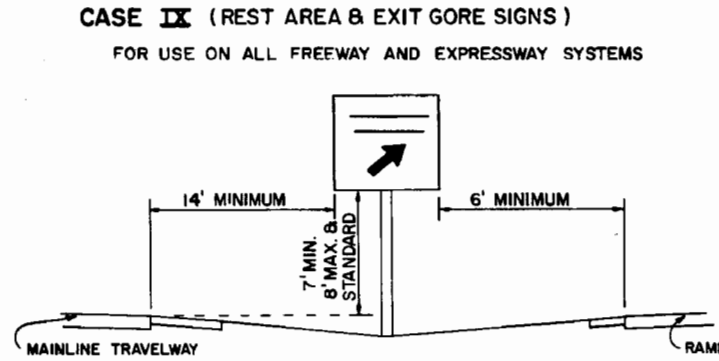 CASE IX (REST AREA & EXIT GORE SIGNS)
FOR USE ON ALL FREEWAY AND EXPRESSWAY SYSTEMS
14' MINIMUM
6' MINIMUM
7' MIN.
8' MAX. &
STANDARD
MAINLINE TRAVELWAY
RAMP